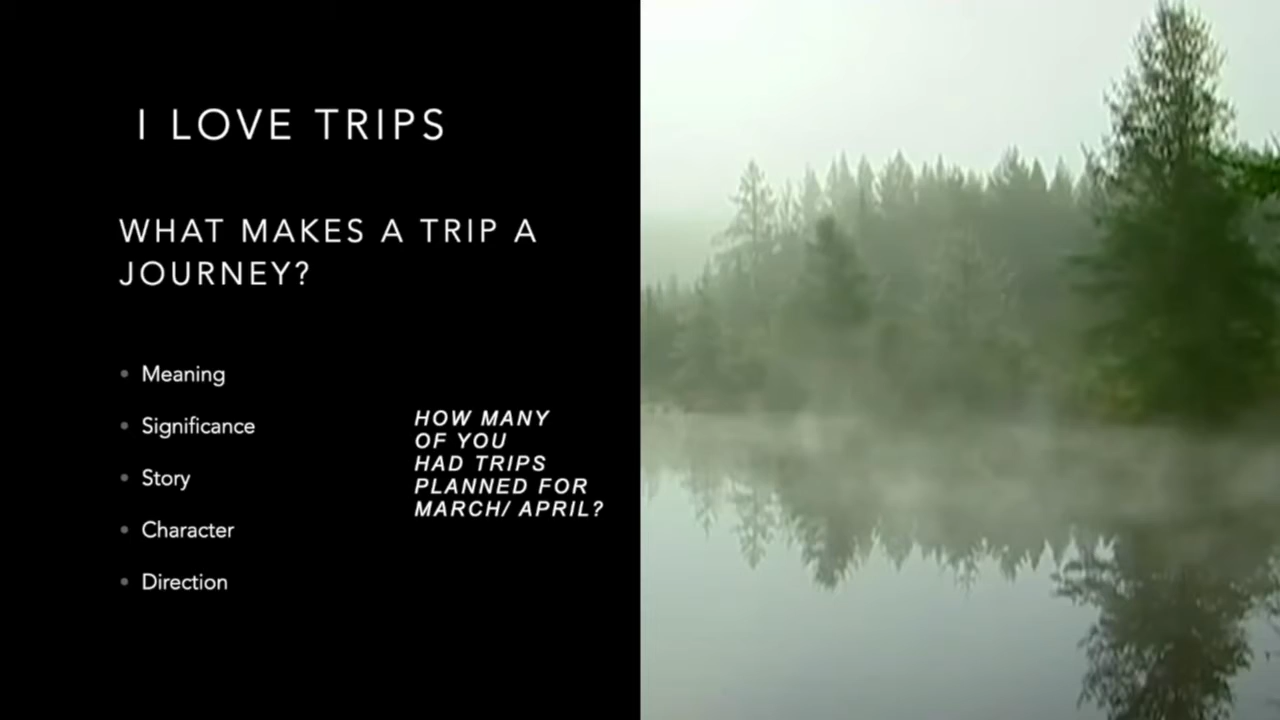 I LOVE TRIPS
WHAT MAKES A TRIP A
JOURNEY?
• Meaning
• Significance
• Story
• Character
• Direction
HOW MANY
OF YOU
HAD TRIPS
PLANNED FOR
MARCH/ APRIL?